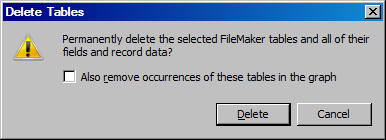 Delete Tables
Permanently delete the selected FileMaker tables and all of their
fields and record data?
Also remove occurrences of these tables in the graph
Delete
Cancel